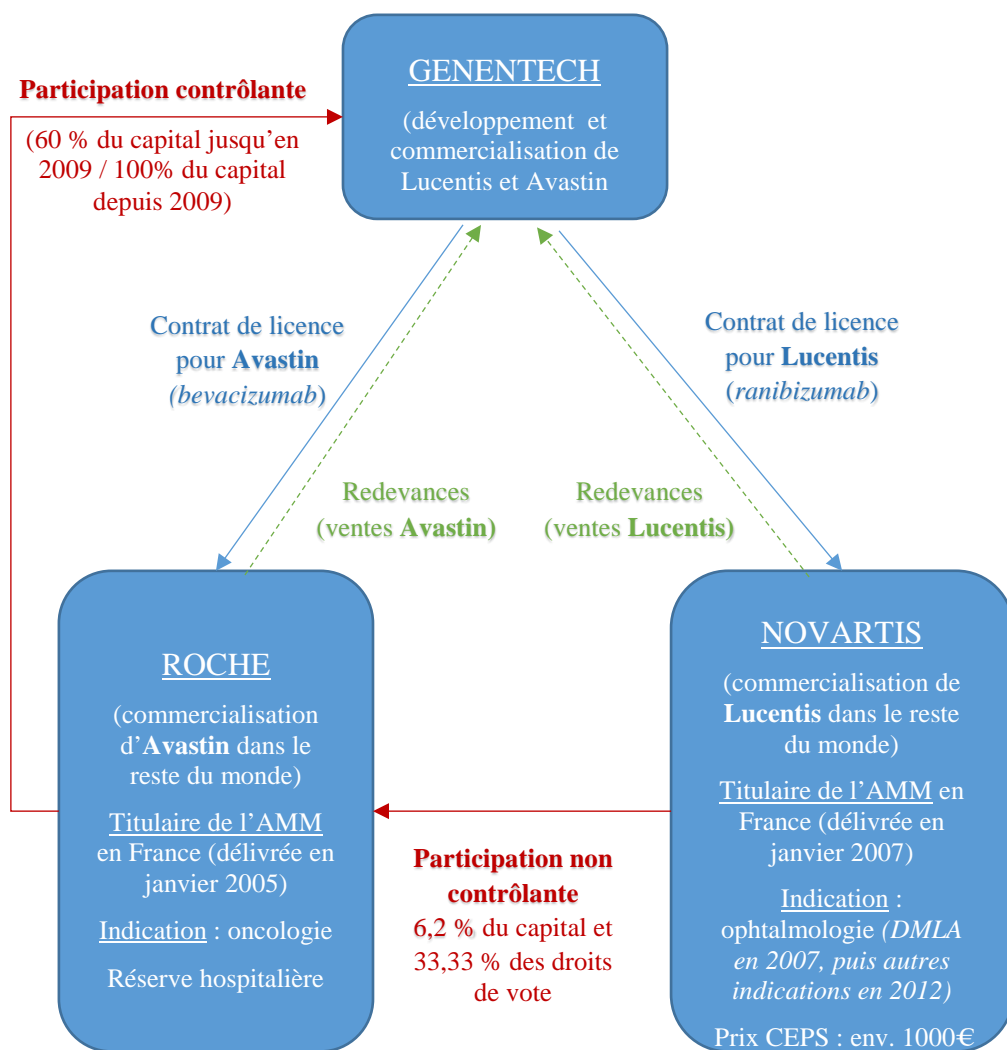 GENENTECH
(développement et
commercialisation de
Lucentis et Avastin
Participation contrôlante
(60 % du capital jusqu’en
2009 / 100% du capital
depuis 2009)
Contrat de licence
pour Avastin
(bevacizumab)
Contrat de licence
pour Lucentis
(ranibizumab)
Redevances
(ventes Avastin)
Redevances
(ventes Lucentis)
ROCHE
(commercialisation
d’Avastin dans le
reste du monde)
Titulaire de l’AMM
en France (délivrée en
janvier 2005)
Indication : oncologie
Réserve hospitalière
Participation non
contrôlante
6,2 % du capital et
33,33 % des droits
de vote
NOVARTIS
(commercialisation de
Lucentis dans le reste
du monde)
Titulaire de l’AMM en
France (délivrée en
janvier 2007)
Indication :
ophtalmologie (DMLA
en 2007, puis autres
indications en 2012)
Prix CEPS : env. 1000€